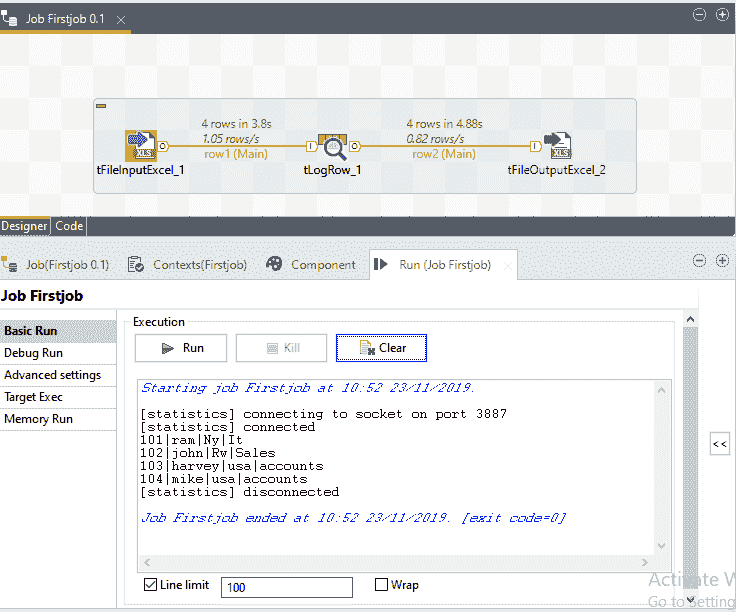 Job Firstjob 0.1
4 rows in 3.8s
1.05 rows/s
row1 (Main)
4 rows in 4.88s
0.82 rows/s
row2 (Main)
XLS
XLS
tFileInputExcel_1
tLogRow_1
tFileOutputExcel_2
Designer
Code
Job(Firstjob 0.1)
Contexts(Firstjob)
Component
Run (Job Firstjob)
Job Firstjob
Basic Run
Debug Run
Advanced settings
Target Exec
Memory Run
Execution
Run
Kill
Clear
Starting job Firstjob at 10:52 23/11/2019.
[statistics] connecting to socket on port 3887
[statistics] connected
101|ram|Ny|It
102|john|Rw|Sales
103|harvey|usa|accounts
104|mike|usa|accounts
[statistics] disconnected
Job Firstjob ended at 10:52 23/11/2019. [exit code=0]
<<
Line limit
100
Wrap
Activate W
Go to Setting